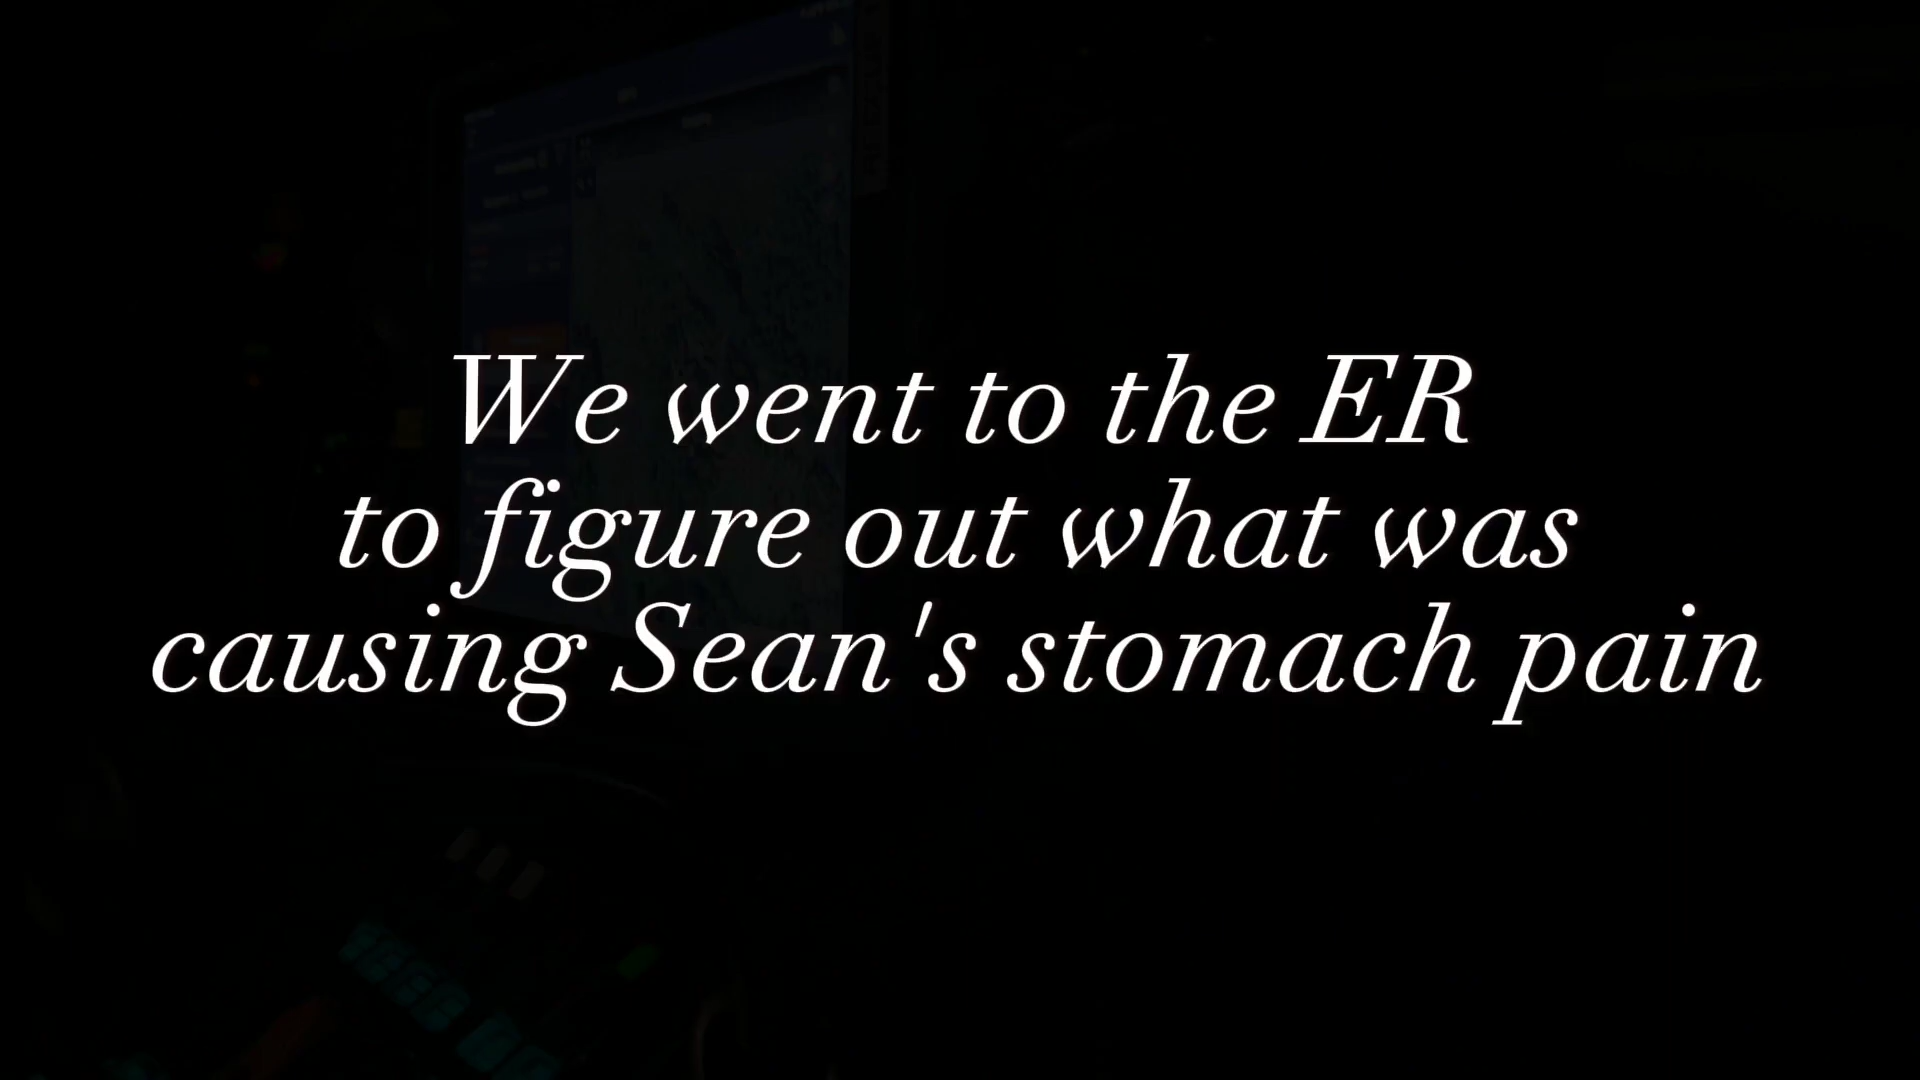 We went to the ER
to figure out what was
causing Sean's stomach pain